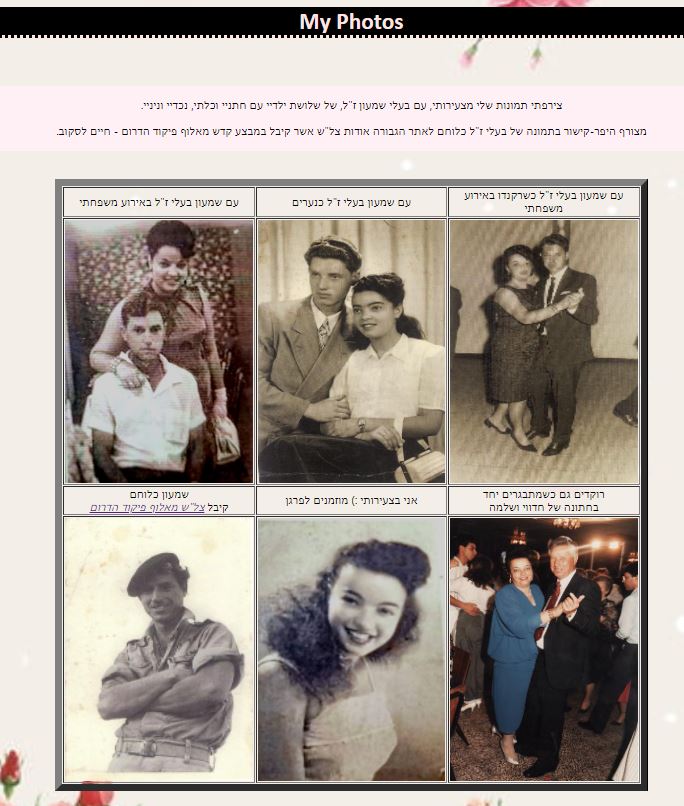 My Photos
צירפתי תמונות שלי מצעירותי, עם בעלי שמעון ז"ל, של שלושת ילדיי עם חתניי וכלתי, נכדיי וניניי.
מצורף היפר-קישור בתמונה של בעלי ז"ל כלוחם לאתר הגבורה אודות צל"ש אשר קיבל במבצע קדש מאלוף פיקוד הדרום - חיים לסקוב.
עם שמעון בעלי ז"ל כשרקנדו באירוע
משפחתי
עם שמעון בעלי ז"ל כנערים
עם שמעון בעלי ז"ל באירוע משפחתי
רוקדים גם כשמתבגרים יחד
בחתונה של חדווי ושלמה
אני בצעירותי :) מוזמנים לפרגן
שמעון כלוחם
קיבל צל"ש מאלוף פיקוד הדרום